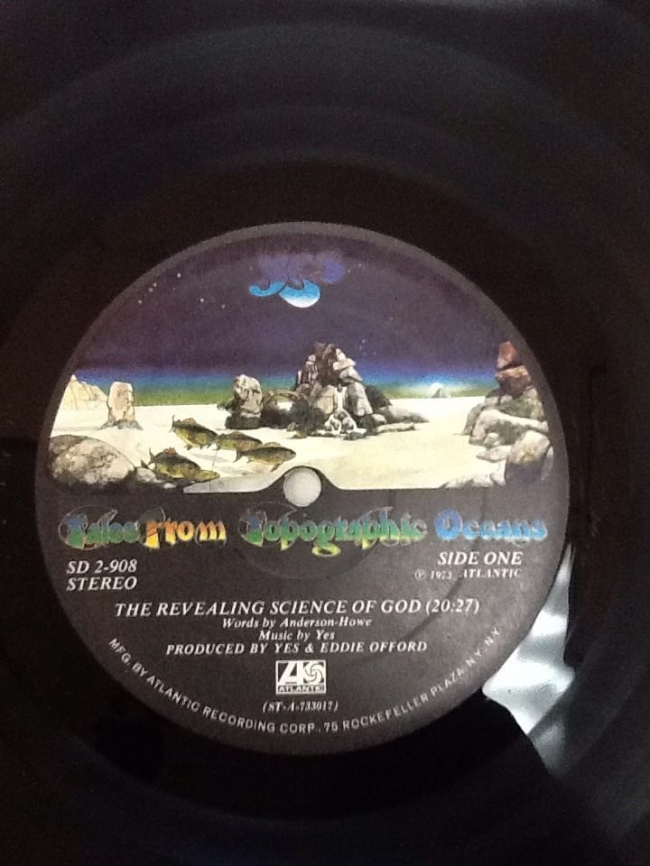 yes
Tales From Topographic Oceans
SD 2-908
STEREO
SIDE ONE
℗ 1973 ATLANTIC
THE REVEALING SCIENCE OF GOD (20:27)
Words by Anderson-Howe
Music by Yes
PRODUCED BY YES & EDDIE OFFORD
ATLANTIC
(ST-A-733017)
MFG. BY ATLANTIC RECORDING CORP., 75 ROCKEFELLER PLAZA, N.Y. N.Y.